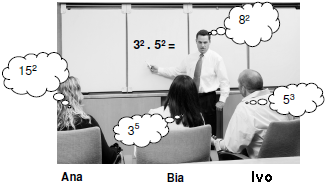 8²
3² . 5² =
15²
3⁵
5³
Ana Bia Ivo